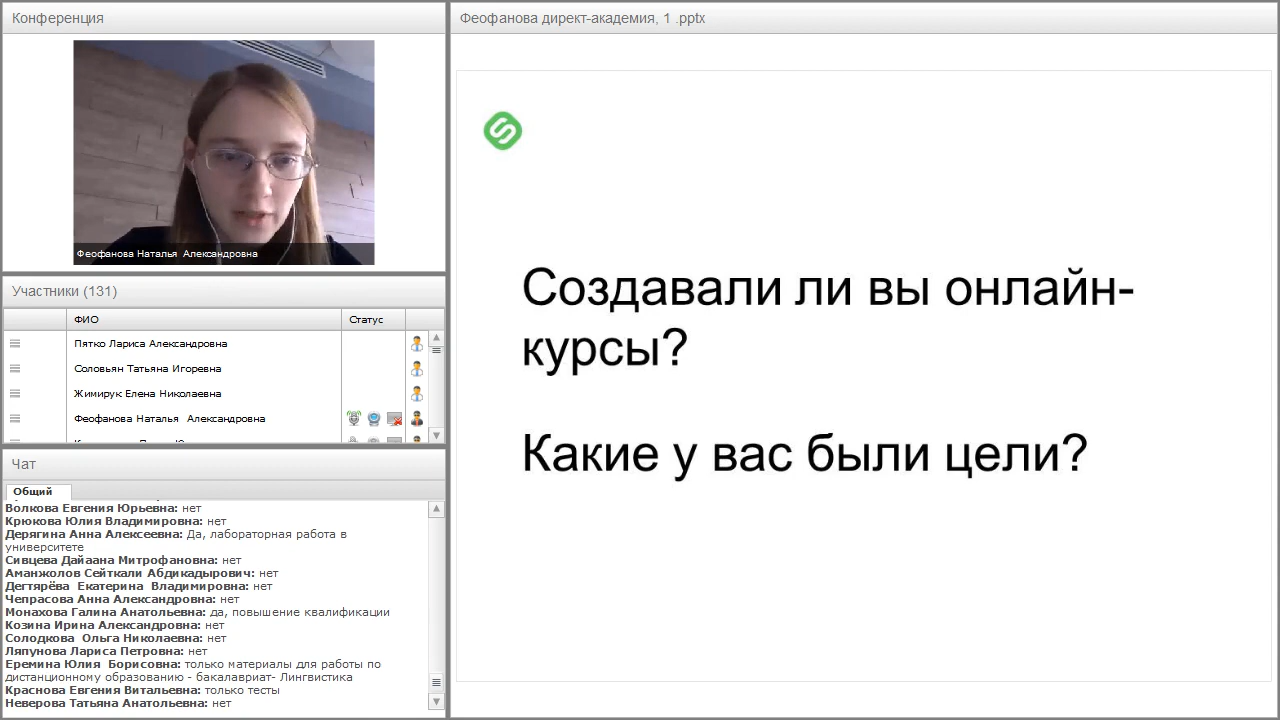 Конференция
Феофанова Наталья Александровна
Участники (131)
ФИО
Статус
Пятко Лариса Александровна
Соловьян Татьяна Игоревна
Жимирук Елена Николаевна
Феофанова Наталья Александровна
Чат
Общий
Волкова Евгения Юрьевна: нет
Крюкова Юлия Владимировна: нет
Дерягина Анна Алексеевна: Да, лабораторная работа в
университете
Сивцева Дайаана Митрофановна: нет
Аманжолов Сейткали Абдикадырович: нет
Дегтярёва Екатерина Владимировна: нет
Чепрасова Анна Александровна: нет
Монахова Галина Анатольевна: да, повышение квалификации
Козина Ирина Александровна: нет
Солодкова Ольга Николаевна: нет
Ляпунова Лариса Петровна: нет
Еремина Юлия Борисовна: только материалы для работы по
дистанционному образованию - бакалавриат- Лингвистика
Краснова Евгения Витальевна: только тесты
Неверова Татьяна Анатольевна: нет
Феофанова директ-академия, 1 .pptx
Создавали ли вы онлайн-
курсы?
Какие у вас были цели?